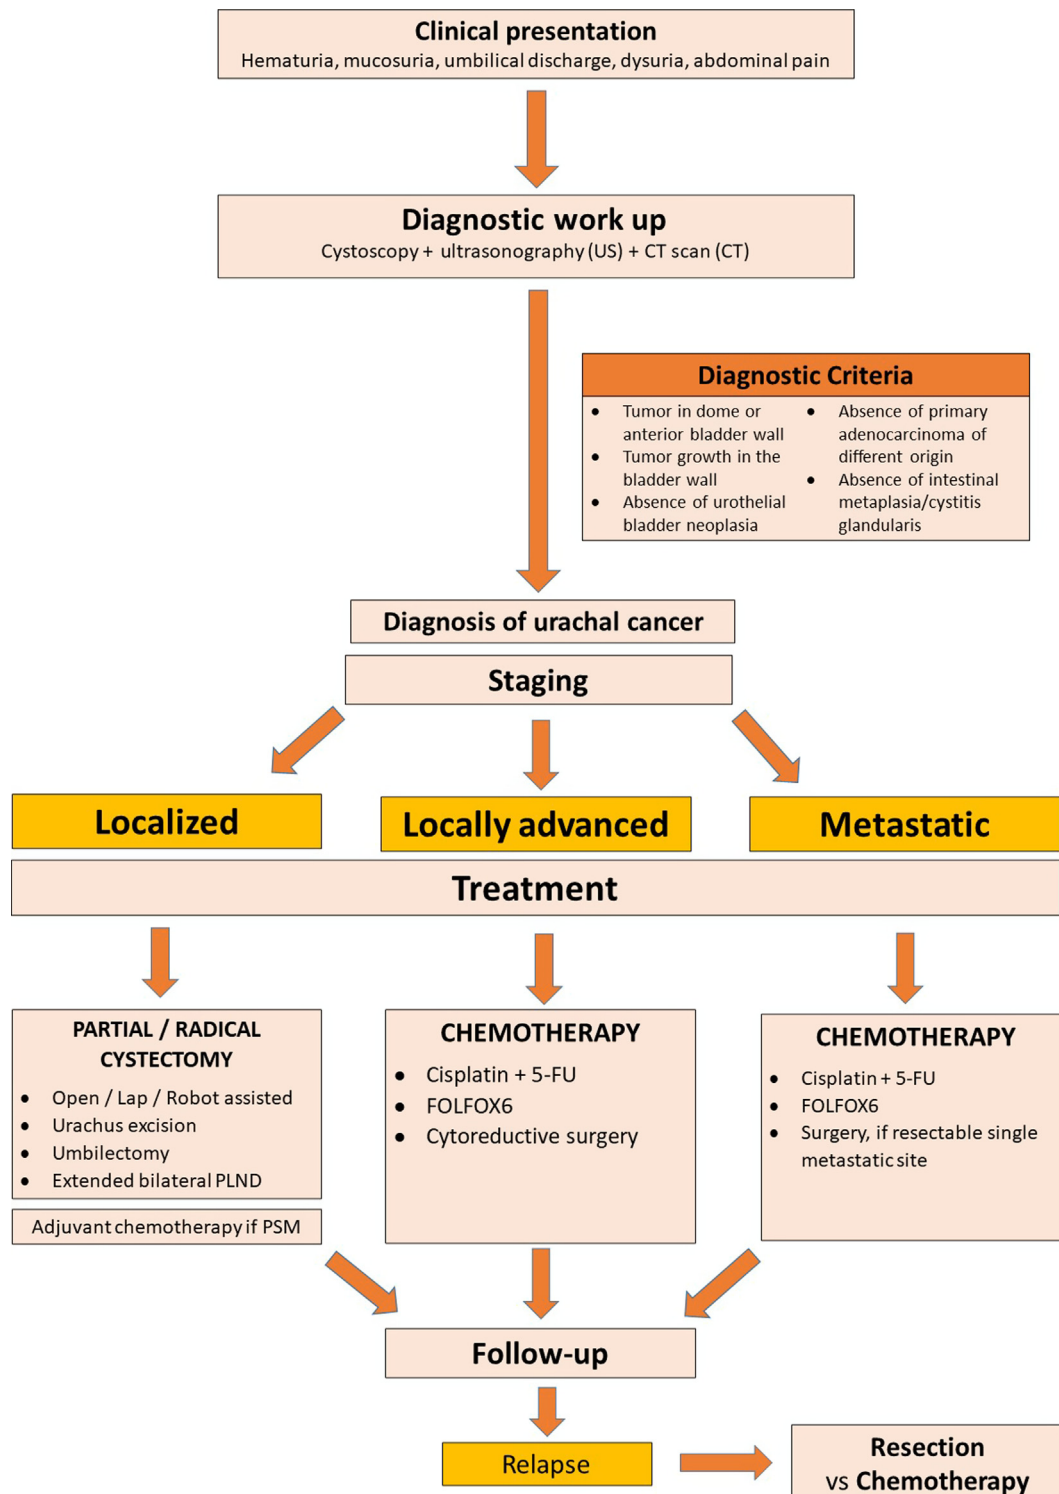 Clinical presentation
Hematuria, mucosuria, umbilical discharge, dysuria, abdominal pain
Diagnostic work up
Cystoscopy + ultrasonography (US) + CT scan (CT)
Diagnostic Criteria
• Tumor in dome or
anterior bladder wall
• Tumor growth in the
bladder wall
• Absence of urothelial
bladder neoplasia
• Absence of primary
adenocarcinoma of
different origin
• Absence of intestinal
metaplasia/cystitis
glandularis
Diagnosis of urachal cancer
Staging
Localized
Locally advanced
Metastatic
Treatment
PARTIAL / RADICAL
CYSTECTOMY
• Open / Lap / Robot assisted
• Urachus excision
• Umbilectomy
• Extended bilateral PLND
Adjuvant chemotherapy if PSM
CHEMOTHERAPY
• Cisplatin + 5-FU
• FOLFOX6
• Cytoreductive surgery
CHEMOTHERAPY
• Cisplatin + 5-FU
• FOLFOX6
• Surgery, if resectable single
metastatic site
Follow-up
Relapse
Resection
vs Chemotherapy